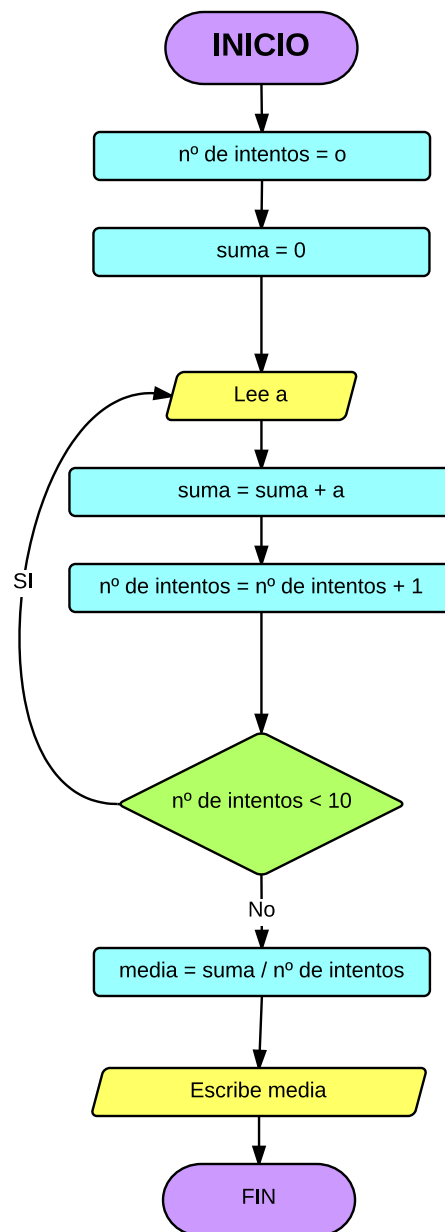 INICIO
nº de intentos = o
suma = 0
Lee a
suma = suma + a
nº de intentos = nº de intentos + 1
SI
nº de intentos < 10
No
media = suma / nº de intentos
Escribe media
FIN